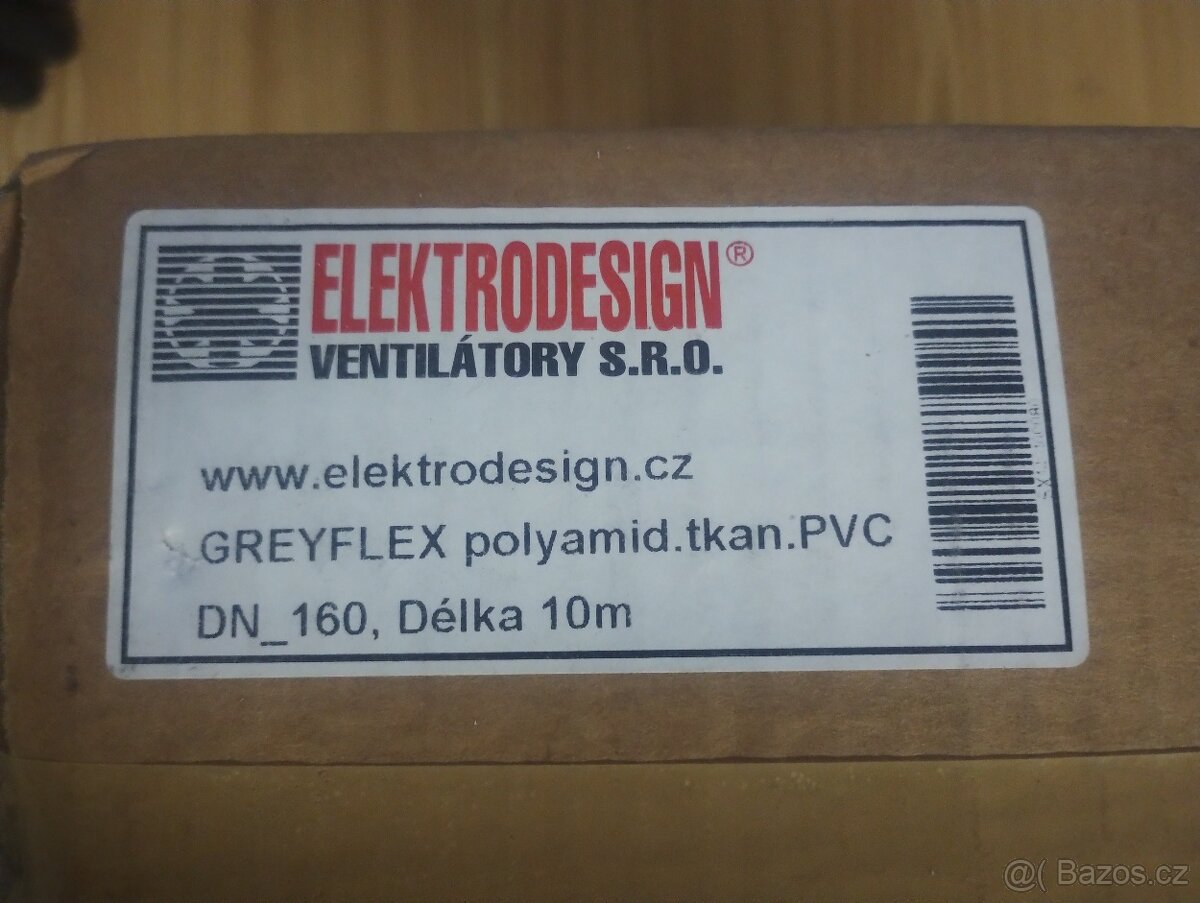 ELEKTRODESIGN®
VENTILÁTORY S.R.O.
www.elektrodesign.cz
GREYFLEX polyamid.tkan.PVC
DN_160, Délka 10m
@( Bazos.cz